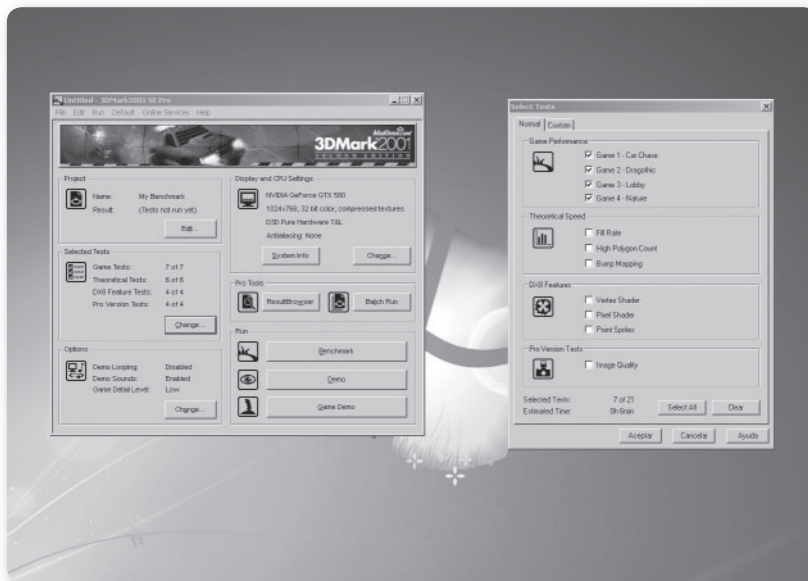 Untitled - 3DMark2001 SE Pro
File Edit Run Default Online Services Help
MadOnion.com
3DMark2001
SECOND EDITION
Project
Name: My Benchmark
Result: (Tests not run yet)
Edit...
Selected Tests
Game Tests: 7 of 7
Theoretical Tests: 6 of 6
DX8 Feature Tests: 4 of 4
Pro Version Tests: 4 of 4
Change...
Options
Demo Looping: Disabled
Demo Sounds: Enabled
Game Detail Level: Low
Change...
Display and CPU Settings
NVIDIA GeForce GTX 580
1024x768, 32 bit color, compressed textures
D3D Pure Hardware T&L
Antialiasing: None
System Info
Change...
Pro Tools
ResultBrowser
Batch Run
Run
Benchmark
Demo
Game Demo
Select Tests
Normal Custom
Game Performance
Game 1 - Car Chase
Game 2 - Dragothic
Game 3 - Lobby
Game 4 - Nature
Theoretical Speed
Fill Rate
High Polygon Count
Bump Mapping
DX8 Features
Vertex Shader
Pixel Shader
Point Sprites
Pro Version Tests
Image Quality
Selected Tests: 7 of 21
Estimated Time: 0h 6min
Select All
Clear
Aceptar
Cancelar
Ayuda